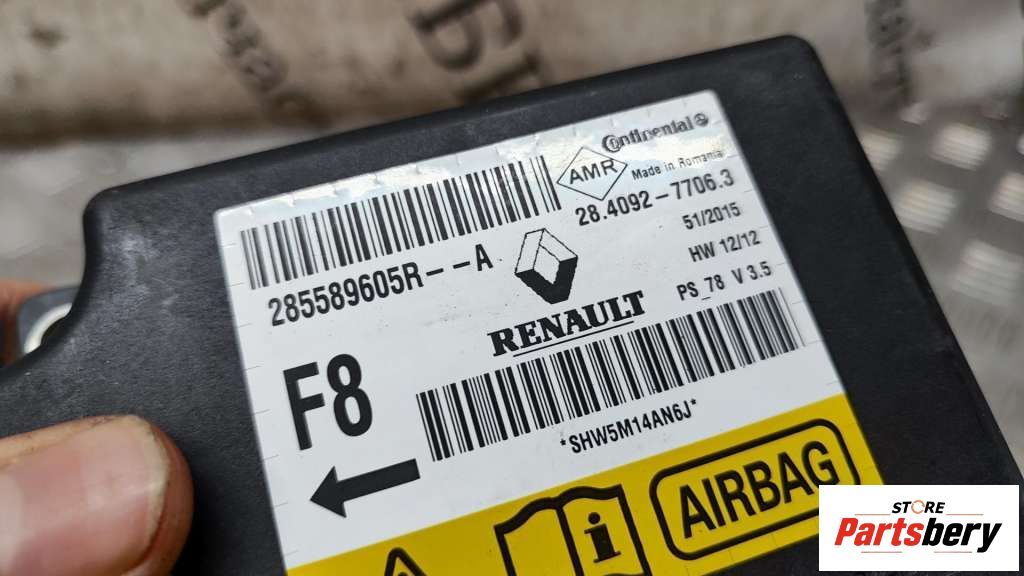 Continental®
AMR
Made in Romania
28.4092-7706.3
51/2015
HW 12/12
PS_78 V 3.5
285589605R--A
RENAULT
F8
*SHW5M14AN6J*
i
AIRBAG
STORE
Partsbery